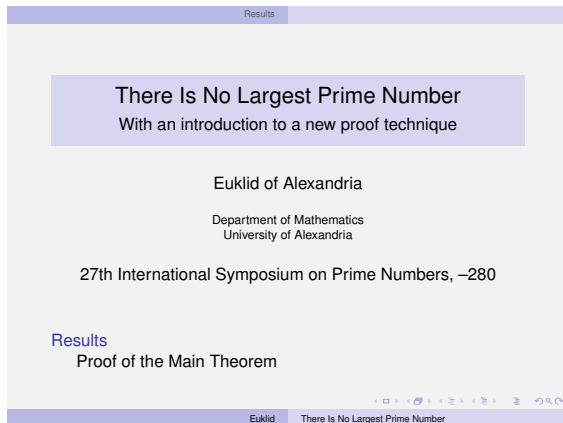 Results
There Is No Largest Prime Number
With an introduction to a new proof technique
Euklid of Alexandria
Department of Mathematics
University of Alexandria
27th International Symposium on Prime Numbers, –280
Results
Proof of the Main Theorem
Euklid There Is No Largest Prime Number